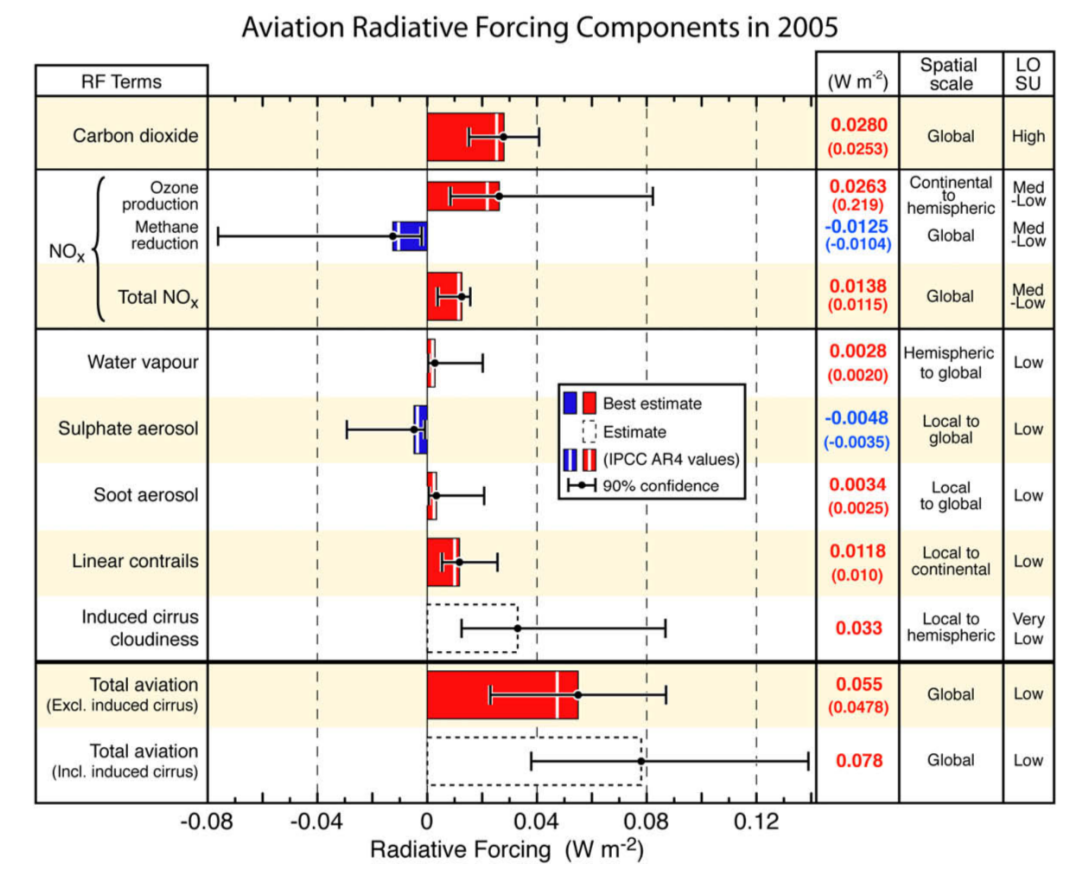 Aviation Radiative Forcing Components in 2005
RF Terms
(W m-2)
Spatial
scale
LO
SU
Carbon dioxide
0.0280
(0.0253)
Global
High
NOx
Ozone
production
0.0263
(0.219)
Continental
to
hemispheric
Med
-Low
Methane
reduction
-0.0125
(-0.0104)
Global
Med
-Low
Total NOx
0.0138
(0.0115)
Global
Med
-Low
Water vapour
0.0028
(0.0020)
Hemispheric
to global
Low
Sulphate aerosol
-0.0048
(-0.0035)
Local to
global
Low
Soot aerosol
0.0034
(0.0025)
Local
to global
Low
Linear contrails
0.0118
(0.010)
Local to
continental
Low
Induced cirrus
cloudiness
0.033
Local to
hemispheric
Very
Low
Total aviation
(Excl. induced cirrus)
0.055
(0.0478)
Global
Low
Total aviation
(Incl. induced cirrus)
0.078
Global
Low
Best estimate
Estimate
(IPCC AR4 values)
90% confidence
-0.08 -0.04 0 0.04 0.08 0.12
Radiative Forcing (W m-2)